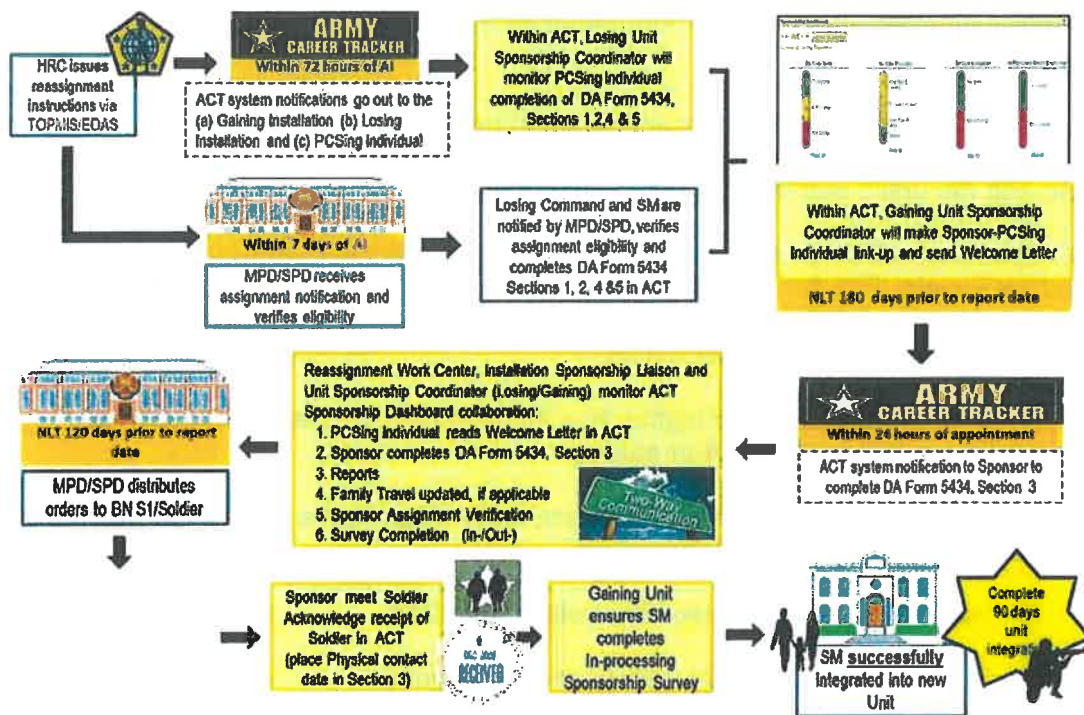 HRC issues
reassignment
instructions via
TOPMIS/EDAS
ARMY
CAREER TRACKER
Within 72 hours of AI
ACT system notifications go out to the
(a) Gaining Installation (b) Losing
Installation and (c) PCSing Individual
Within ACT, Losing Unit
Sponsorship Coordinator will
monitor PCSing Individual
completion of DA Form 5434,
Sections 1,2,4 & 5
Within 7 days of AI
MPD/SPD receives
assignment notification and
verifies eligibility
Losing Command and SM are
notified by MPD/SPD, verifies
assignment eligibility and
completes DA Form 5434
Sections 1, 2, 4 &5 in ACT
Within ACT, Gaining Unit Sponsorship
Coordinator will make Sponsor-PCSing
Individual link-up and send Welcome Letter
NLT 180 days prior to report date
ARMY
CAREER TRACKER
Within 24 hours of appointment
ACT system notification to Sponsor to
complete DA Form 5434, Section 3
Reassignment Work Center, Installation Sponsorship Liaison and
Unit Sponsorship Coordinator (Losing/Gaining) monitor ACT
Sponsorship Dashboard collaboration:
1. PCSing Individual reads Welcome Letter in ACT
2. Sponsor completes DA Form 5434, Section 3
3. Reports
4. Family Travel updated, if applicable
5. Sponsor Assignment Verification
6. Survey Completion (In-/Out-)
Two-Way
Communication
NLT 120 days prior to report
date
MPD/SPD distributes
orders to BN S1/Soldier
Sponsor meet Soldier
Acknowledge receipt of
Soldier in ACT
(place Physical contact
date in Section 3)
RECEIVED
Gaining Unit
ensures SM
completes
In-processing
Sponsorship Survey
SM successfully
Integrated into new
Unit
Complete
90 days
unit